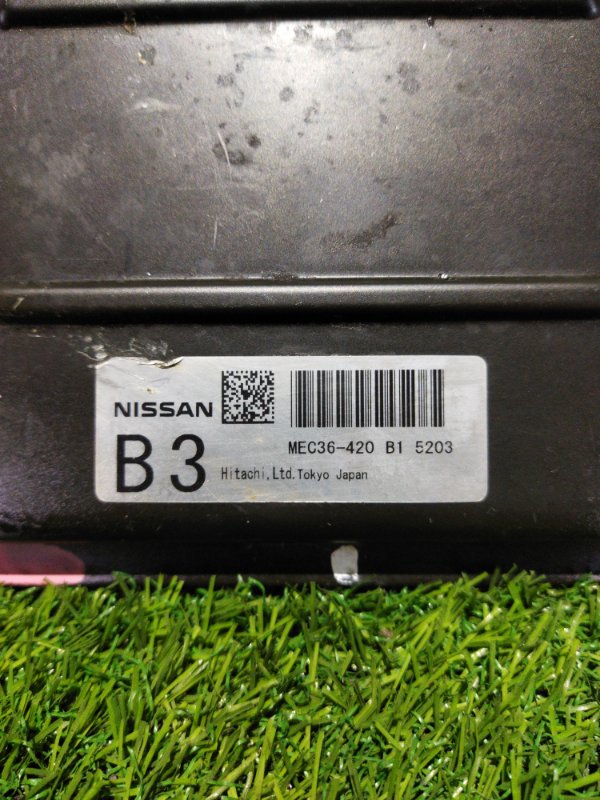 NISSAN
MEC36-420 B1 5203
B3
Hitachi,Ltd.Tokyo Japan